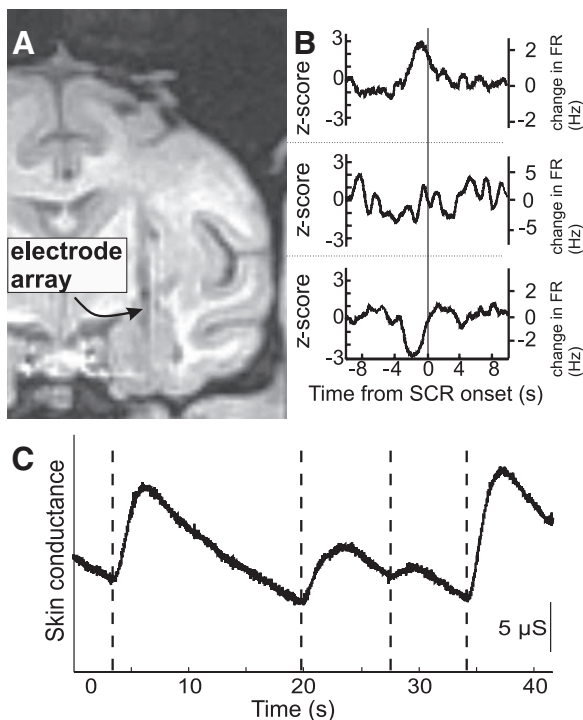 A
electrode
array
B
z-score
3
0
-3
2
0
-2
change in FR
(Hz)
z-score
3
0
-3
5
0
-5
change in FR
(Hz)
z-score
3
0
-3
2
0
-2
change in FR
(Hz)
-8 -4 0 4 8
Time from SCR onset (s)
C
Skin conductance
5 µS
0 10 20 30 40
Time (s)